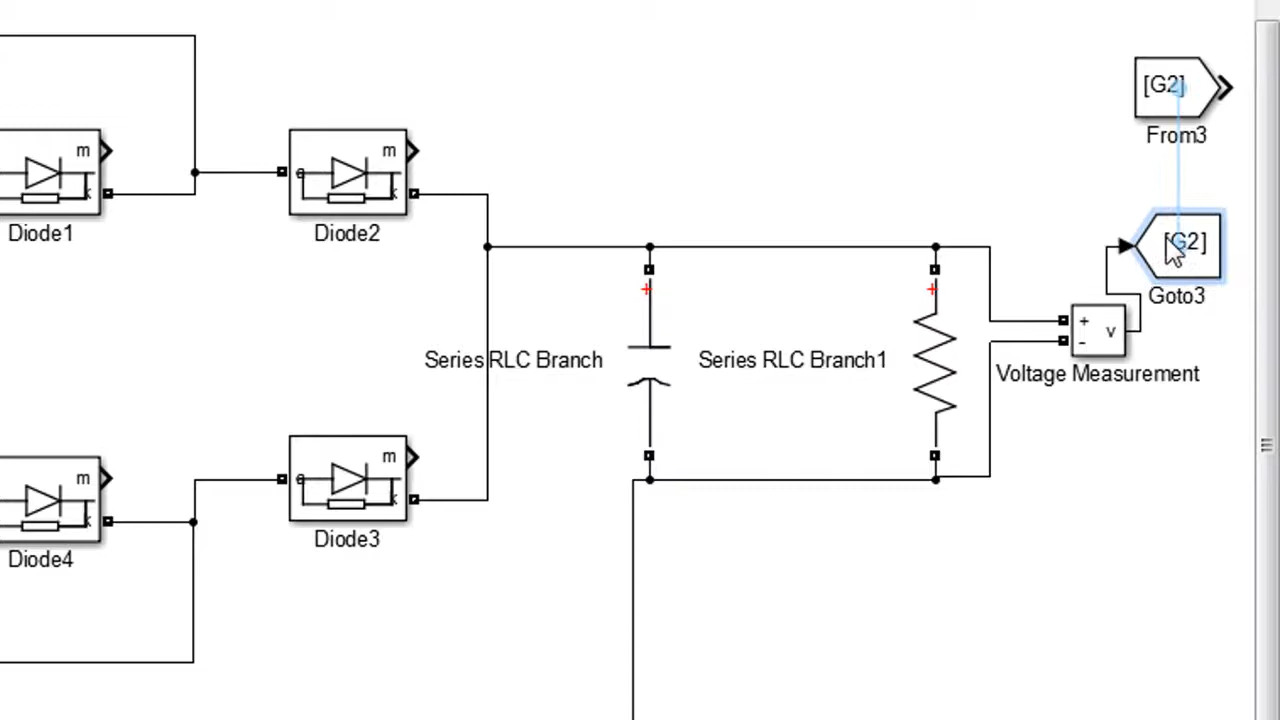 [G2]
From3
m
Diode1
m
a
k
Diode2
[G2]
Goto3
+
-
v
Voltage Measurement
+
Series RLC Branch
+
Series RLC Branch1
m
Diode4
m
a
k
Diode3